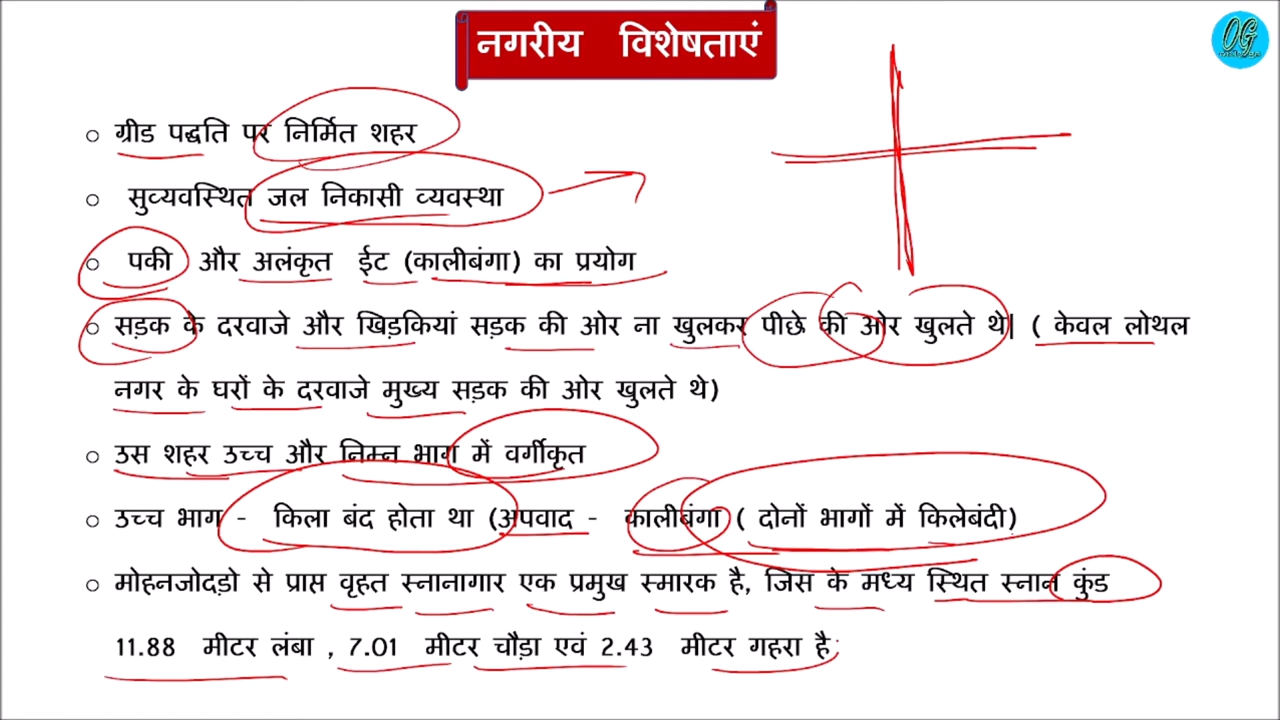 नगरीय विशेषताएं
OG
ग्रीड पद्धति पर निर्मित शहर
सुव्यवस्थित जल निकासी व्यवस्था
पकी और अलंकृत ईट (कालीबंगा) का प्रयोग
सड़क के दरवाजे और खिड़कियां सड़क की ओर ना खुलकर पीछे की ओर खुलते थे| ( केवल लोथल
नगर के घरों के दरवाजे मुख्य सड़क की ओर खुलते थे)
उस शहर उच्च और निम्न भाग में वर्गीकृत
उच्च भाग - किला बंद होता था (अपवाद - कालीबंगा ( दोनों भागों में किलेबंदी)
मोहनजोदड़ो से प्राप्त वृहत स्नानागार एक प्रमुख स्मारक है, जिस के मध्य स्थित स्नान कुंड
11.88 मीटर लंबा , 7.01 मीटर चौड़ा एवं 2.43 मीटर गहरा है